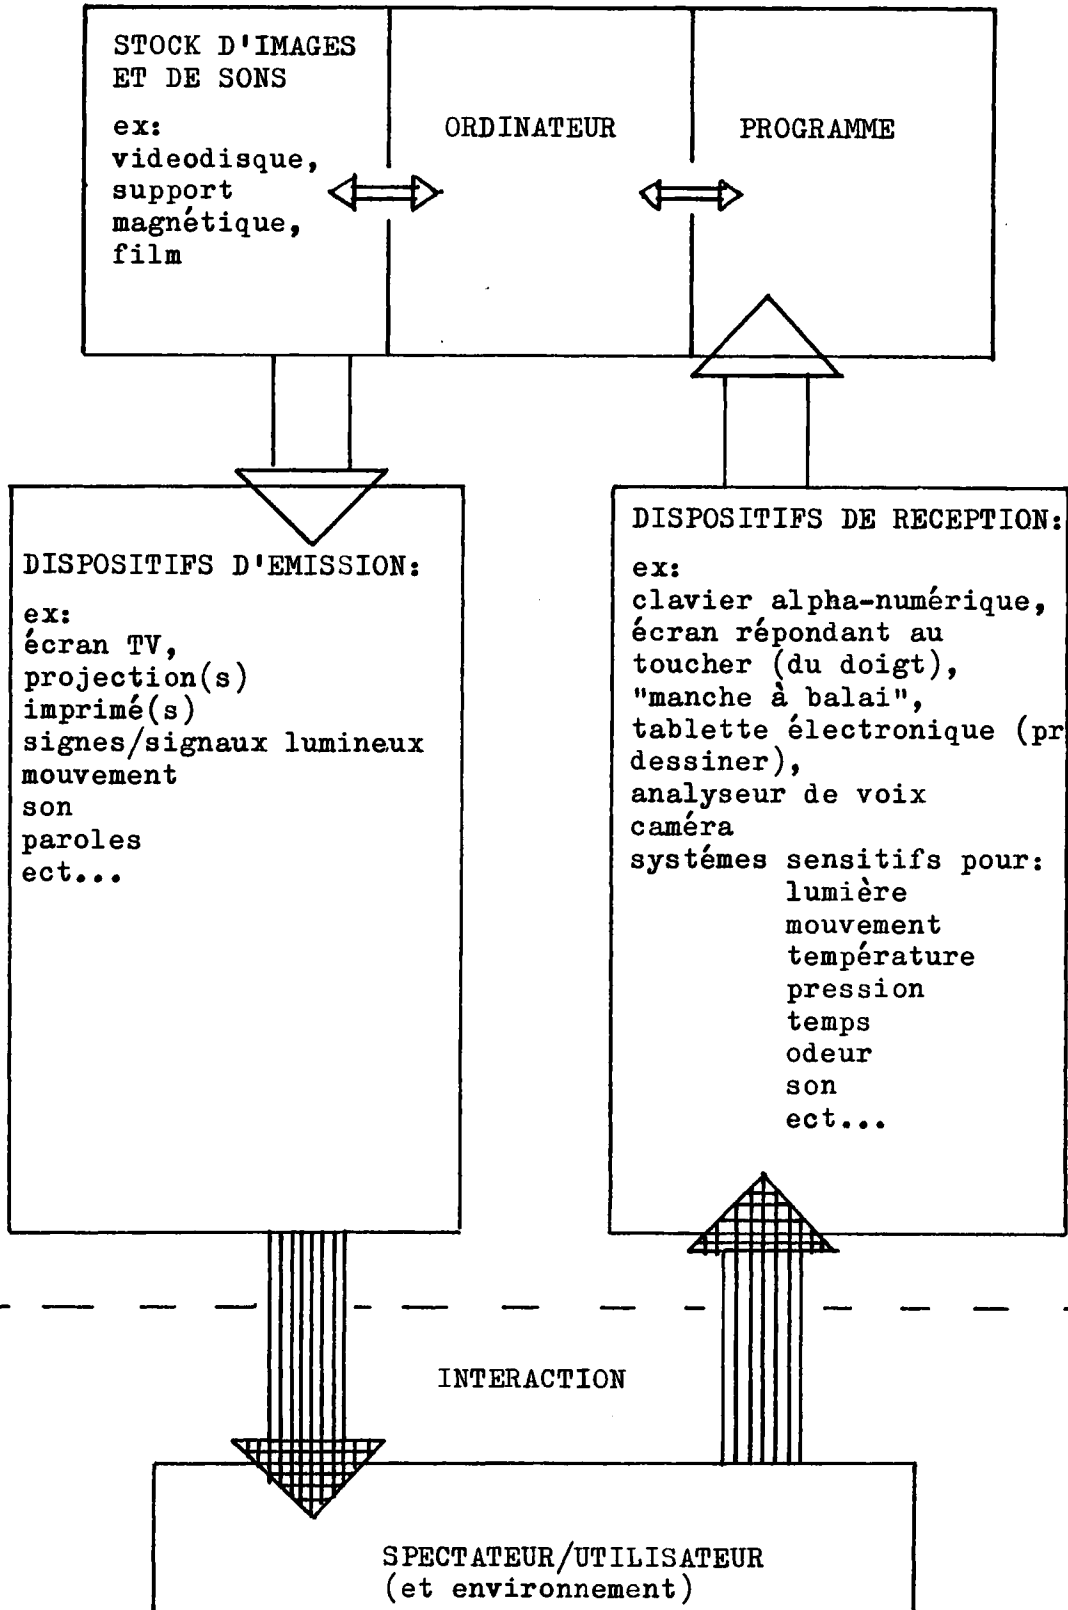 STOCK D'IMAGES
ET DE SONS
ex:
videodisque,
support
magnétique,
film
ORDINATEUR
PROGRAMME
DISPOSITIFS D'EMISSION:
ex:
écran TV,
projection(s)
imprimé(s)
signes/signaux lumineux
mouvement
son
paroles
ect...
DISPOSITIFS DE RECEPTION:
ex:
clavier alpha-numérique,
écran répondant au
toucher (du doigt),
"manche à balai",
tablette électronique (pr
dessiner),
analyseur de voix
caméra
systémes sensitifs pour:
lumière
mouvement
température
pression
temps
odeur
son
ect...
INTERACTION
SPECTATEUR/UTILISATEUR
(et environnement)